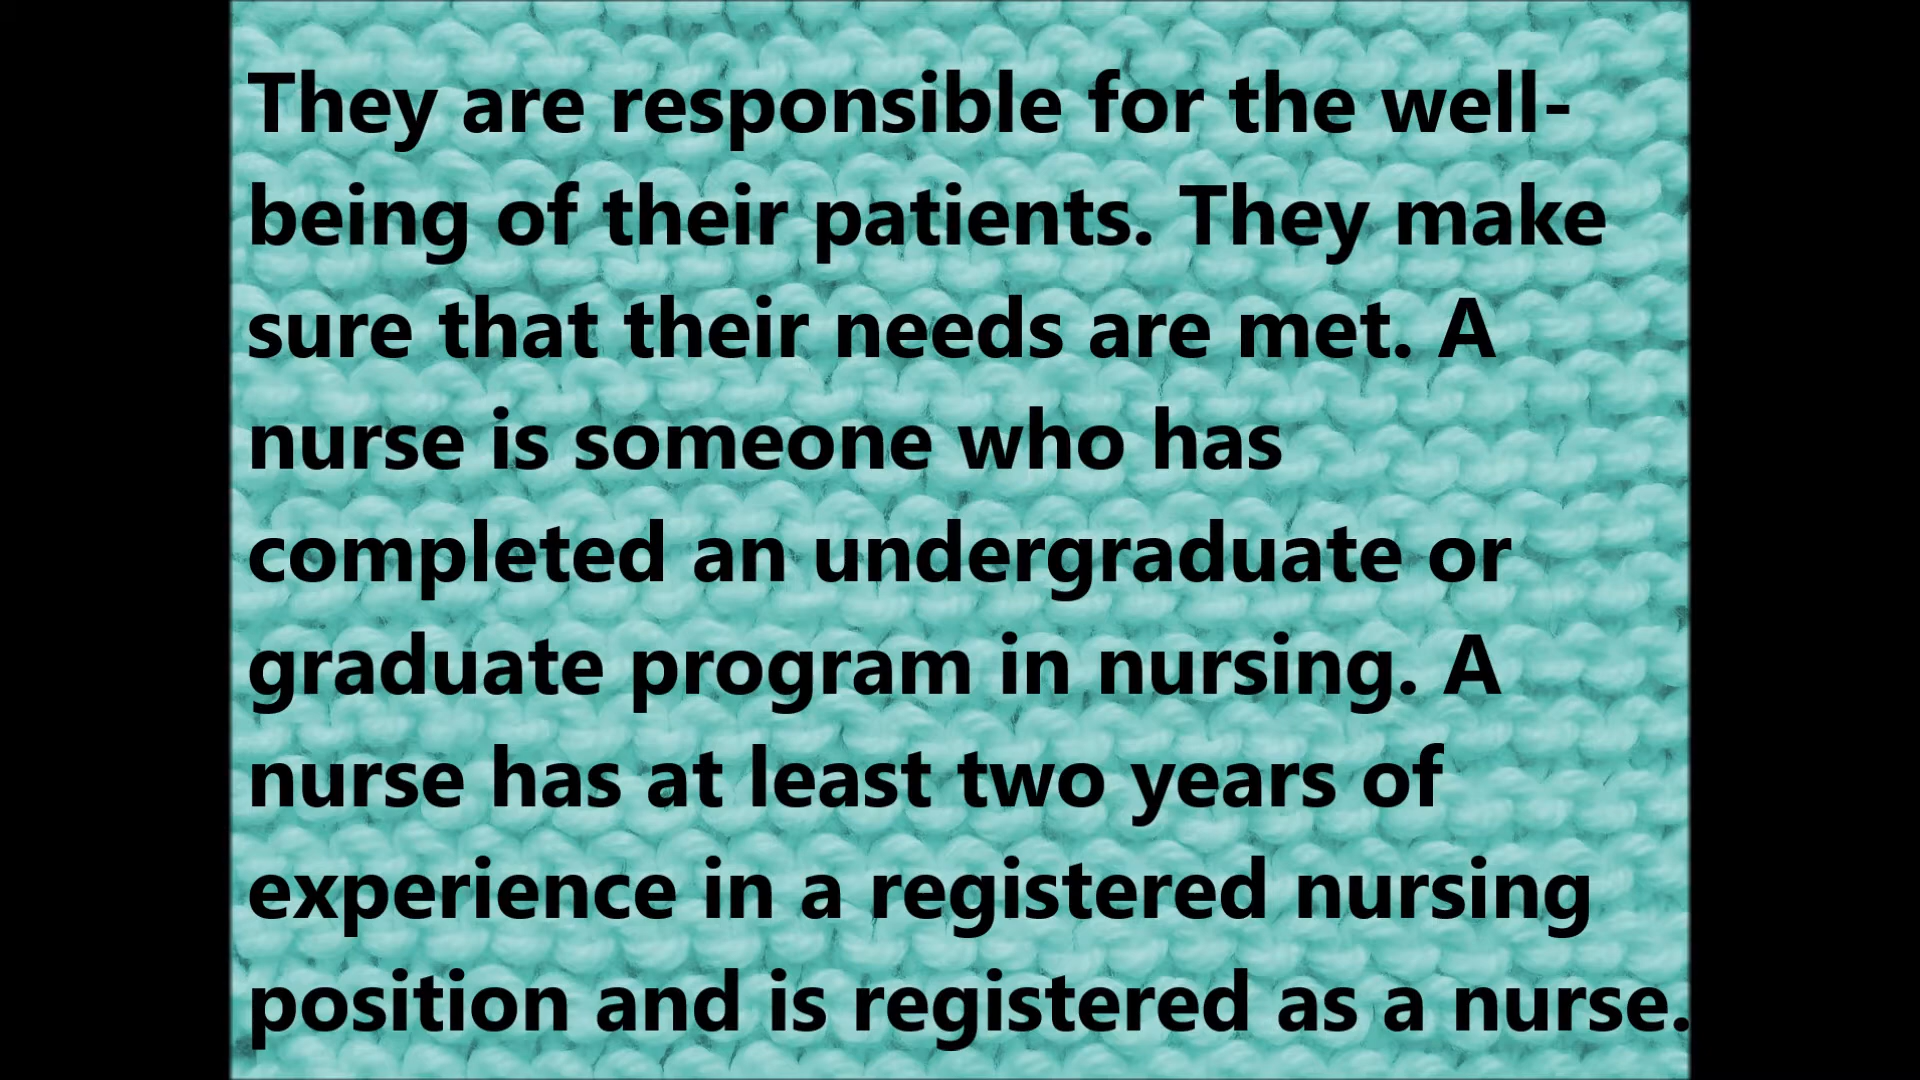 They are responsible for the well-
being of their patients. They make
sure that their needs are met. A
nurse is someone who has
completed an undergraduate or
graduate program in nursing. A
nurse has at least two years of
experience in a registered nursing
position and is registered as a nurse.